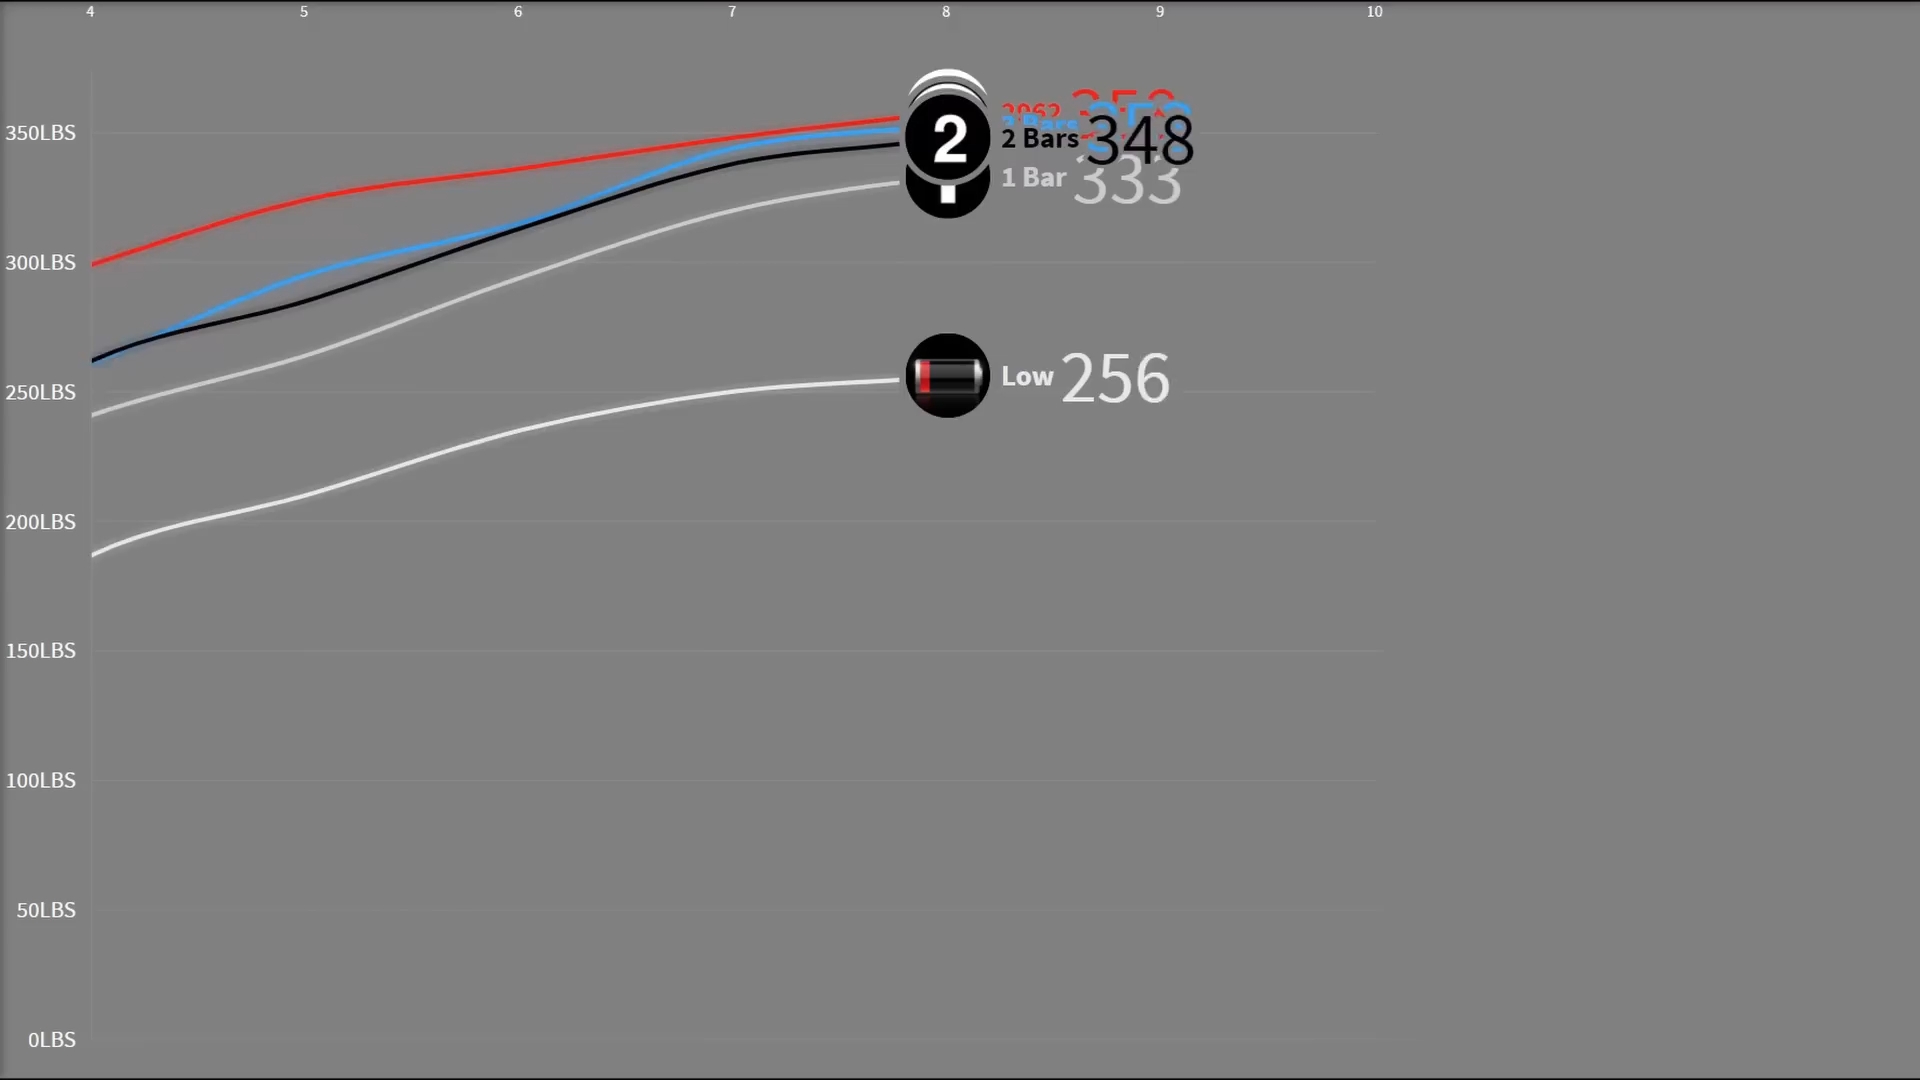 4 5 6 7 8 9 10
350LBS
2
2 Bars 348
1 Bar 333
300LBS
250LBS
Low 256
200LBS
150LBS
100LBS
50LBS
0LBS